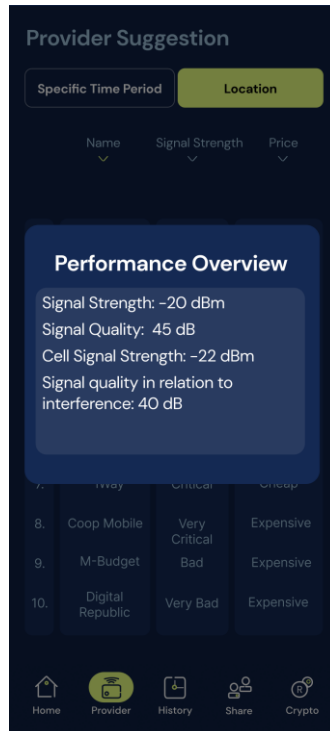 Provider Suggestion
Specific Time Period Location
Name Signal Strength Price
Performance Overview
Signal Strength: -20 dBm
Signal Quality: 45 dB
Cell Signal Strength: -22 dBm
Signal quality in relation to
interference: 40 dB
7. iWay Critical Cheap
8. Coop Mobile Very Critical Expensive
9. M-Budget Bad Expensive
10. Digital Republic Very Bad Expensive
Home Provider History Share Crypto